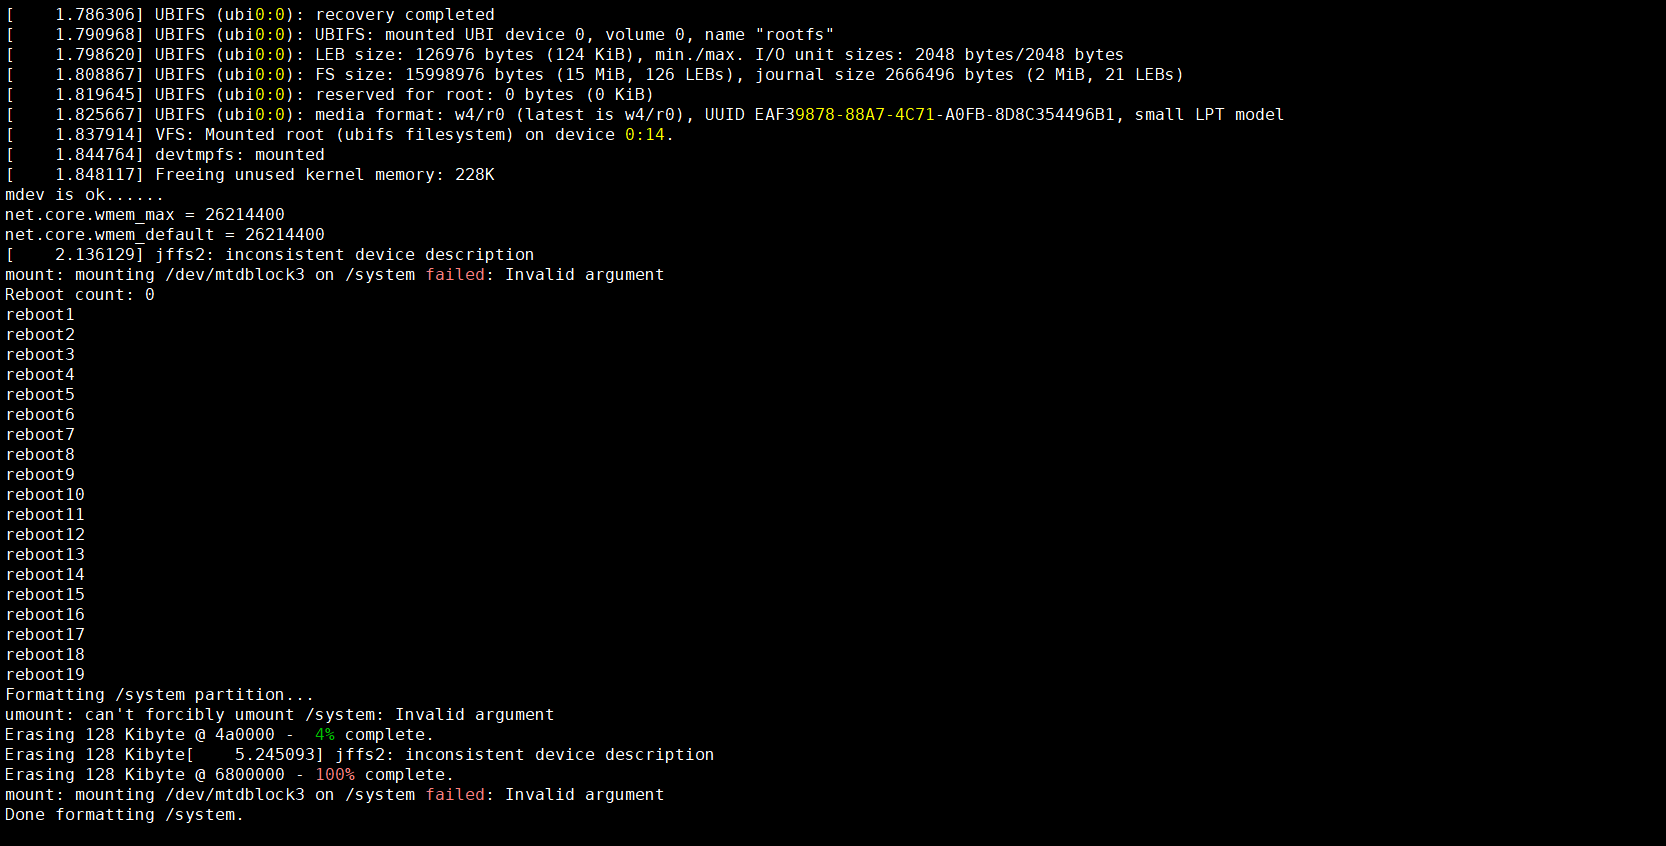 [    1.786306] UBIFS (ubi0:0): recovery completed
[    1.790968] UBIFS (ubi0:0): UBIFS: mounted UBI device 0, volume 0, name "rootfs"
[    1.798620] UBIFS (ubi0:0): LEB size: 126976 bytes (124 KiB), min./max. I/O unit sizes: 2048 bytes/2048 bytes
[    1.808867] UBIFS (ubi0:0): FS size: 15998976 bytes (15 MiB, 126 LEBs), journal size 2666496 bytes (2 MiB, 21 LEBs)
[    1.819645] UBIFS (ubi0:0): reserved for root: 0 bytes (0 KiB)
[    1.825667] UBIFS (ubi0:0): media format: w4/r0 (latest is w4/r0), UUID EAF39878-88A7-4C71-A0FB-8D8C354496B1, small LPT model
[    1.837914] VFS: Mounted root (ubifs filesystem) on device 0:14.
[    1.844764] devtmpfs: mounted
[    1.848117] Freeing unused kernel memory: 228K
mdev is ok......
net.core.wmem_max = 26214400
net.core.wmem_default = 26214400
[    2.136129] jffs2: inconsistent device description
mount: mounting /dev/mtdblock3 on /system failed: Invalid argument
Reboot count: 0
reboot1
reboot2
reboot3
reboot4
reboot5
reboot6
reboot7
reboot8
reboot9
reboot10
reboot11
reboot12
reboot13
reboot14
reboot15
reboot16
reboot17
reboot18
reboot19
Formatting /system partition...
umount: can't forcibly umount /system: Invalid argument
Erasing 128 Kibyte @ 4a0000 -  4% complete.
Erasing 128 Kibyte[    5.245093] jffs2: inconsistent device description
Erasing 128 Kibyte @ 6800000 - 100% complete.
mount: mounting /dev/mtdblock3 on /system failed: Invalid argument
Done formatting /system.